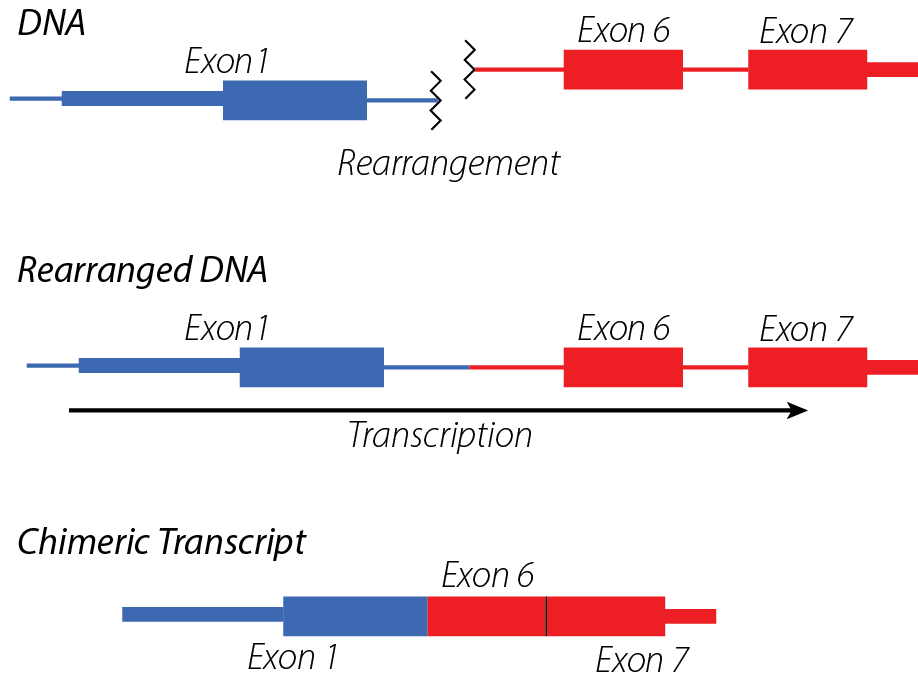 DNA
Exon 1
Exon 6
Exon 7
Rearrangement
Rearranged DNA
Exon 1
Exon 6
Exon 7
Transcription
Chimeric Transcript
Exon 6
Exon 1
Exon 7